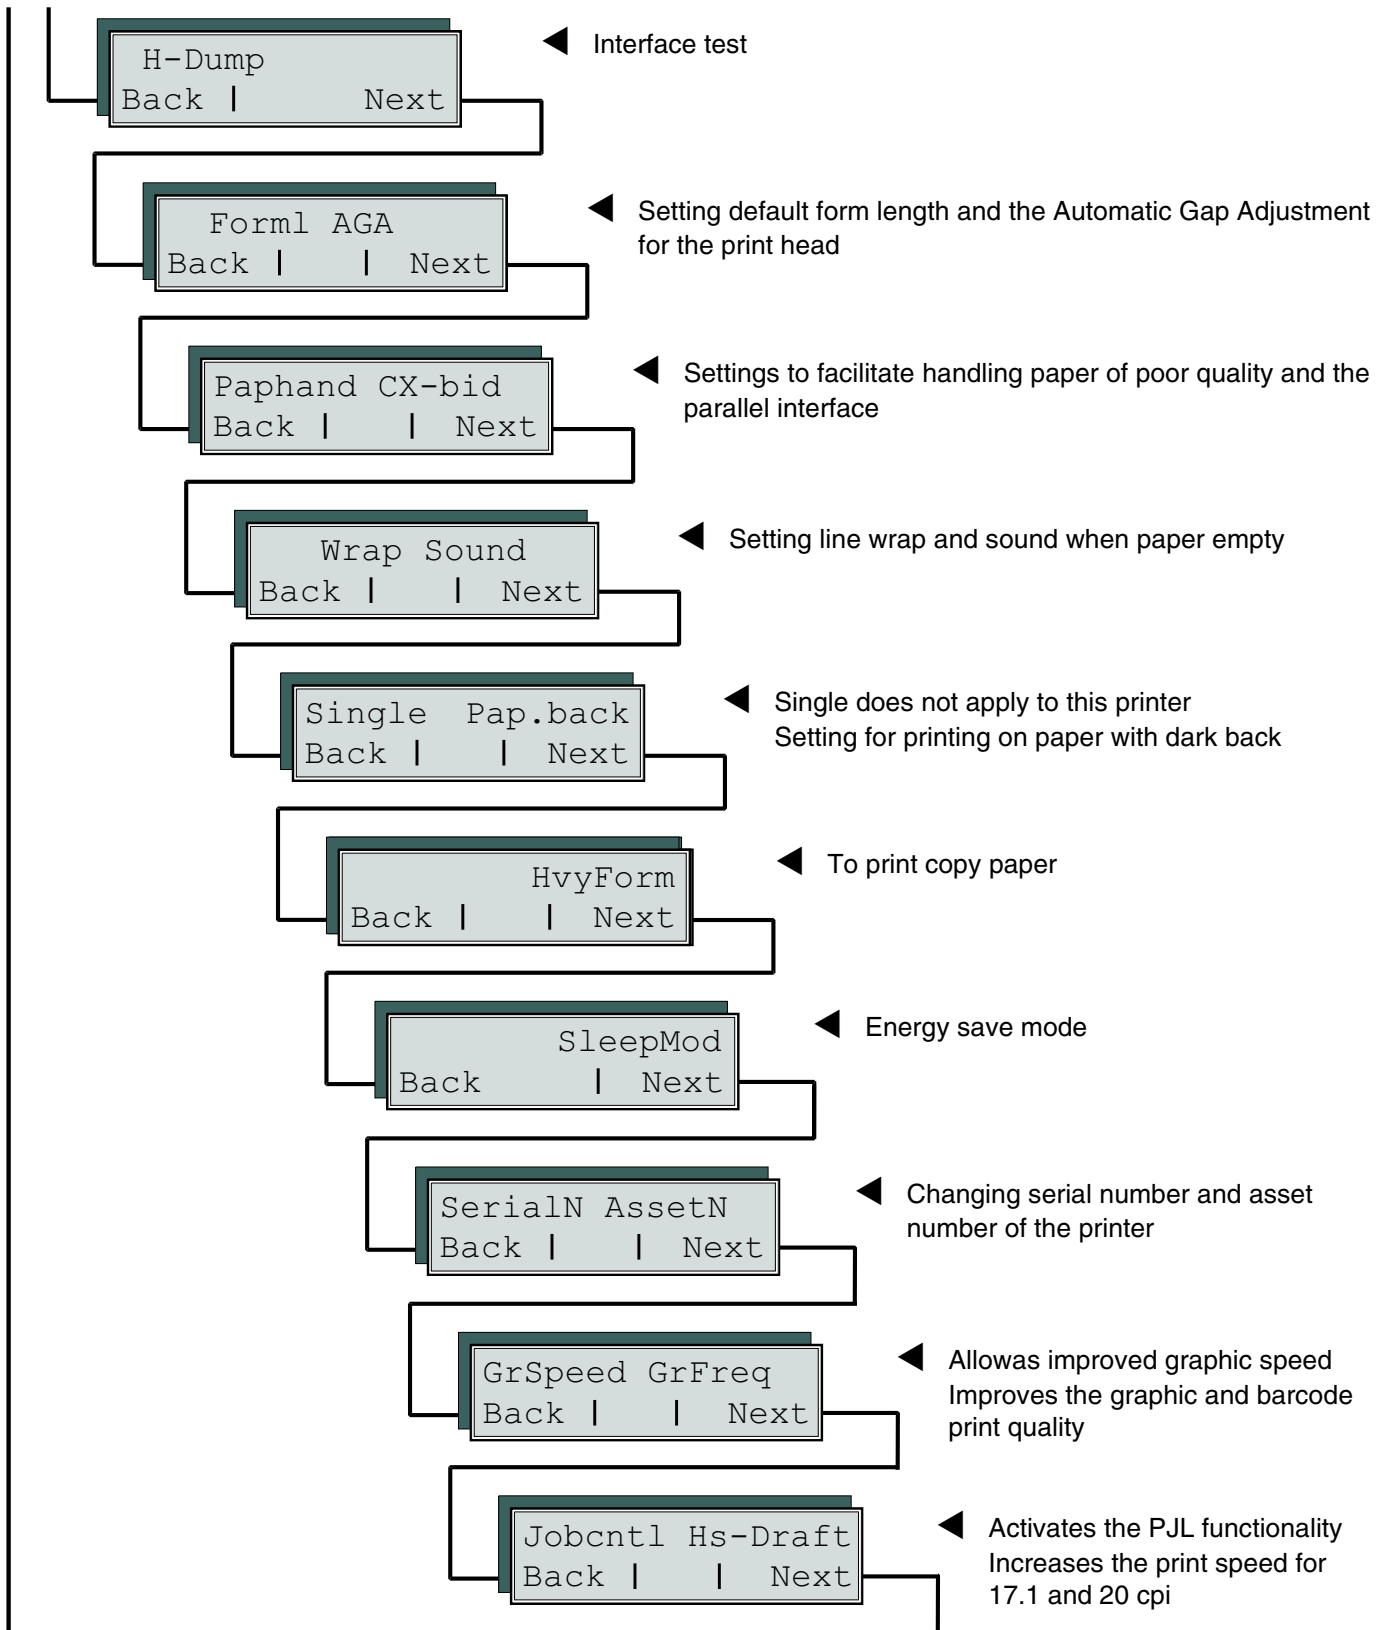 H-Dump
Back | Next
◀ Interface test
Forml AGA
Back | | Next
◀ Setting default form length and the Automatic Gap Adjustment
for the print head
Paphand CX-bid
Back | | Next
◀ Settings to facilitate handling paper of poor quality and the
parallel interface
Wrap Sound
Back | | Next
◀ Setting line wrap and sound when paper empty
Single Pap.back
Back | | Next
◀ Single does not apply to this printer
Setting for printing on paper with dark back
HvyForm
Back | | Next
◀ To print copy paper
SleepMod
Back | Next
◀ Energy save mode
SerialN AssetN
Back | | Next
◀ Changing serial number and asset
number of the printer
GrSpeed GrFreq
Back | | Next
◀ Allowas improved graphic speed
Improves the graphic and barcode
print quality
Jobcntl Hs-Draft
Back | | Next
◀ Activates the PJL functionality
Increases the print speed for
17.1 and 20 cpi